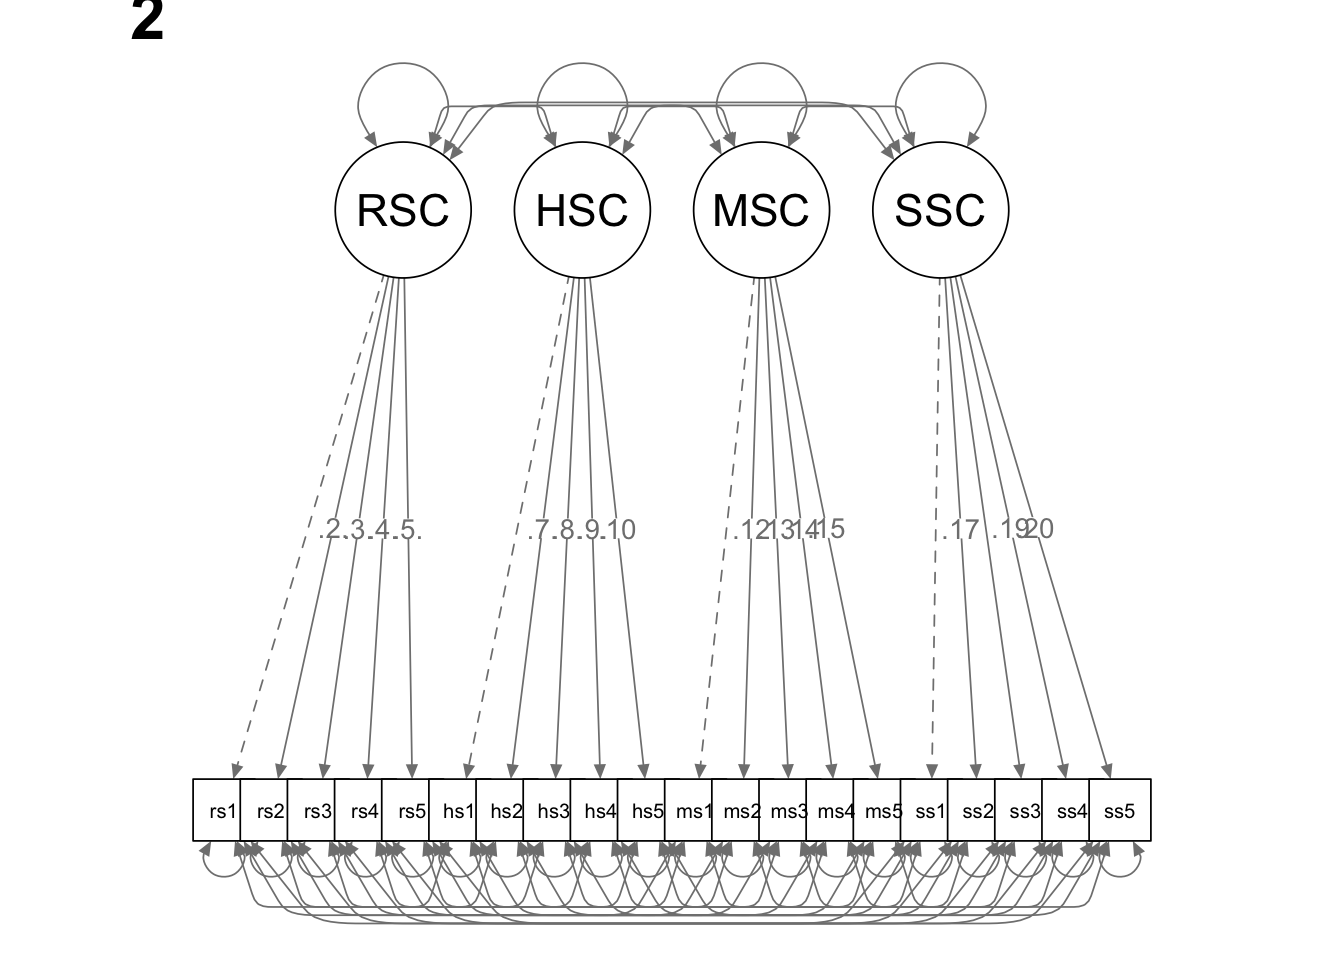 2
RSC HSC MSC SSC
.2. .3. .4. .5. .7. .8. .9. .10 .12 .13 .14 .15 .17 .19 .20
rs1 rs2 rs3 rs4 rs5 hs1 hs2 hs3 hs4 hs5 ms1 ms2 ms3 ms4 ms5 ss1 ss2 ss3 ss4 ss5